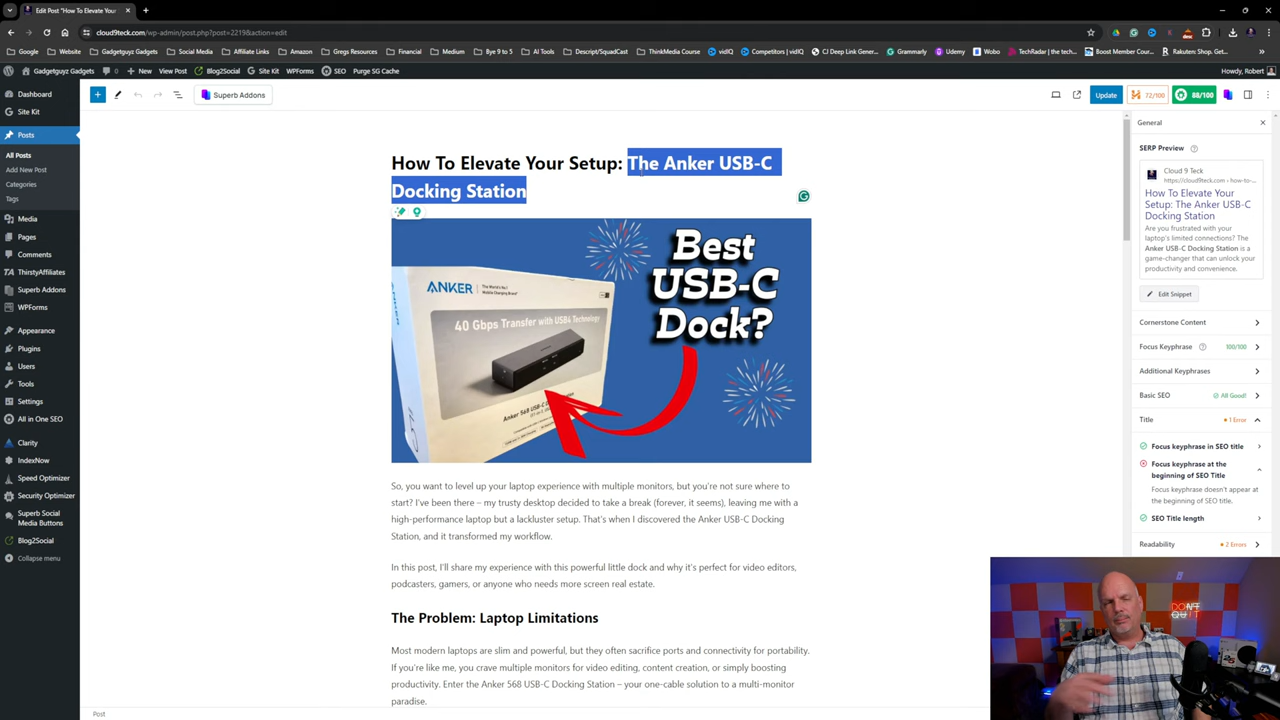 Edit Post "How To Elevate Your
cloud9teck.com/wp-admin/post.php?post=2219&action=edit
Google
Website
Social Media
Affiliate Links
Gadgetguyz Socials
Amazon
Gregs Resources
Financial
Medium
Eye 9 to 5
AI Tools
Descript/SquadCast
ThinkMedia Course
vidIQ
Competitors | vidIQ
CJ Deep Link Gener...
Grammarly
Udemy
Wobo
TechRadar | the tech...
Boost Member Cour...
Rakuten: Shop. Get...
All Bookmarks
Gadgetguyz Gadgets
0
New
View Post
Blog2Social
Site Kit
WPForms
SEO
Purge SG Cache
Howdy, Robert
Superb Addons
Update
72/100
88/100
Dashboard
Site Kit
Posts
All Posts
Add New Post
Categories
Tags
Media
Pages
Comments
ThirstyAffiliates
Superb Addons
WPForms
Appearance
Plugins
Users
Tools
Settings
All in One SEO
Clarity
IndexNow
Speed Optimizer
Security Optimizer
Superb Social
Media Buttons
Blog2Social
Collapse menu
How To Elevate Your Setup: The Anker USB-C
Docking Station
ANKER
40 Gbps Transfer with USB4 Technology
Best
USB-C
Dock?
So, you want to level up your laptop experience with multiple monitors, but you're not sure where to
start? I've been there – my trusty desktop decided to take a break (forever, it seems), leaving me with a
high-performance laptop but a lackluster setup. That's when I discovered the Anker USB-C Docking
Station, and it transformed my workflow.
In this post, I'll share my experience with this powerful little dock and why it's perfect for video editors,
podcasters, gamers, or anyone who needs more screen real estate.
The Problem: Laptop Limitations
Most modern laptops are slim and powerful, but they often sacrifice ports and connectivity for portability.
If you're like me, you crave multiple monitors for video editing, content creation, or simply boosting
productivity. Enter the Anker 568 USB-C Docking Station – your one-cable solution to a multi-monitor
paradise.
Post
General
SERP Preview
Cloud 9 Teck
https://cloud9teck.com › how-to-...
How To Elevate Your
Setup: The Anker USB-C
Docking Station
Are you frustrated with your
laptop's limited connections? The
Anker USB-C Docking Station is a
game-changer that can unlock your
productivity and convenience.
Edit Snippet
Cornerstone Content
Focus Keyphrase
100/100
Additional Keyphrases
Basic SEO
All Good!
Title
1 Error
Focus keyphrase in SEO title
Focus keyphrase at the
beginning of SEO Title
Focus keyphrase doesn't appear at
the beginning of SEO title.
SEO Title length
Readability
2 Errors
DON'T
QUIT